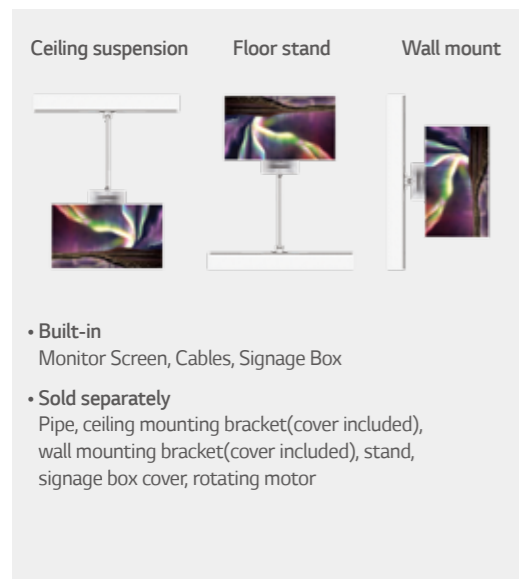 Ceiling suspension Floor stand Wall mount
• Built-in
Monitor Screen, Cables, Signage Box
• Sold separately
Pipe, ceiling mounting bracket(cover included),
wall mounting bracket(cover included), stand,
signage box cover, rotating motor